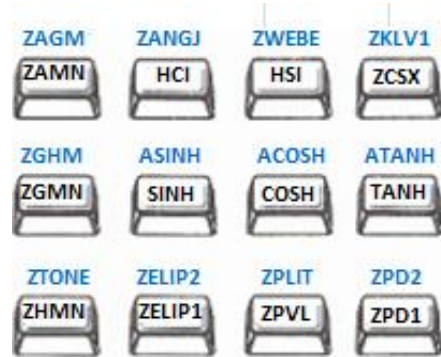 ZAGM ZANGJ ZWEBE ZKLV1
ZAMN HCI HSI ZCSX
ZGHM ASINH ACOSH ATANH
ZGMN SINH COSH TANH
ZTONE ZELIP2 ZPLIT ZPD2
ZHMN ZELIP1 ZPVL ZPD1